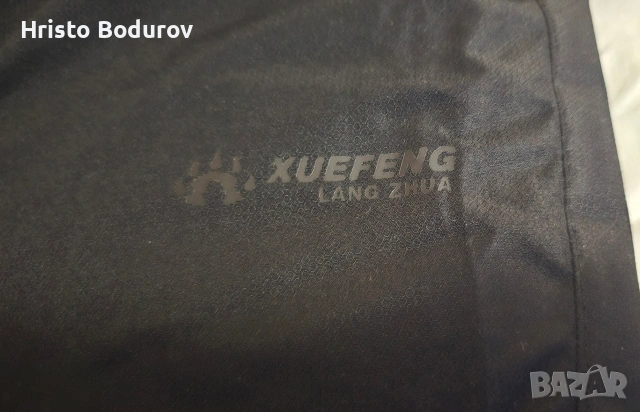 Hristo Bodurov
XUEFENG
LANG ZHUA
BAZAR